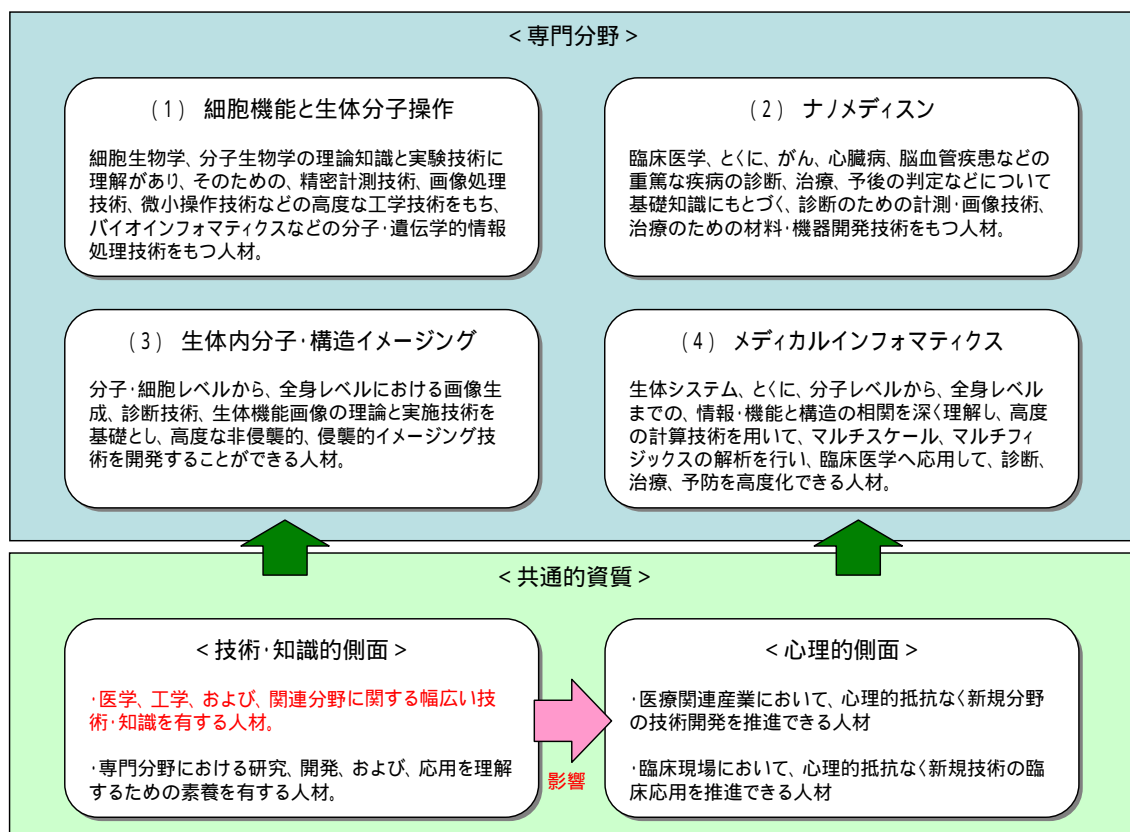 <専門分野>
(1) 細胞機能と生体分子操作
細胞生物学、分子生物学の理論知識と実験技術に
理解があり、そのための、精密計測技術、画像処理
技術、微小操作技術などの高度な工学技術をもち、
バイオインフォマティクスなどの分子・遺伝学的情報
処理技術をもつ人材。
(2) ナノメディスン
臨床医学、とくに、がん、心臓病、脳血管疾患などの
重篤な疾病の診断、治療、予後の判定などについて
基礎知識にもとづく、診断のための計測・画像技術、
治療のための材料・機器開発技術をもつ人材。
(3) 生体内分子・構造イメージング
分子・細胞レベルから、全身レベルにおける画像生
成、診断技術、生体機能画像の理論と実施技術を
基礎とし、高度な非侵襲的、侵襲的イメージング技
術を開発することができる人材。
(4) メディカルインフォマティクス
生体システム、とくに、分子レベルから、全身レベル
までの、情報・機能と構造の相関を深く理解し、高度
の計算技術を用いて、マルチスケール、マルチフィ
ジックスの解析を行い、臨床医学へ応用して、診断、
治療、予防を高度化できる人材。
<共通的資質>
<技術・知識的側面>
・医学、工学、および、関連分野に関する幅広い技
術・知識を有する人材。
・専門分野における研究、開発、および、応用を理解
するための素養を有する人材。
影響
<心理的側面>
・医療関連産業において、心理的抵抗なく新規分野
の技術開発を推進できる人材
・臨床現場において、心理的抵抗なく新規技術の臨
床応用を推進できる人材